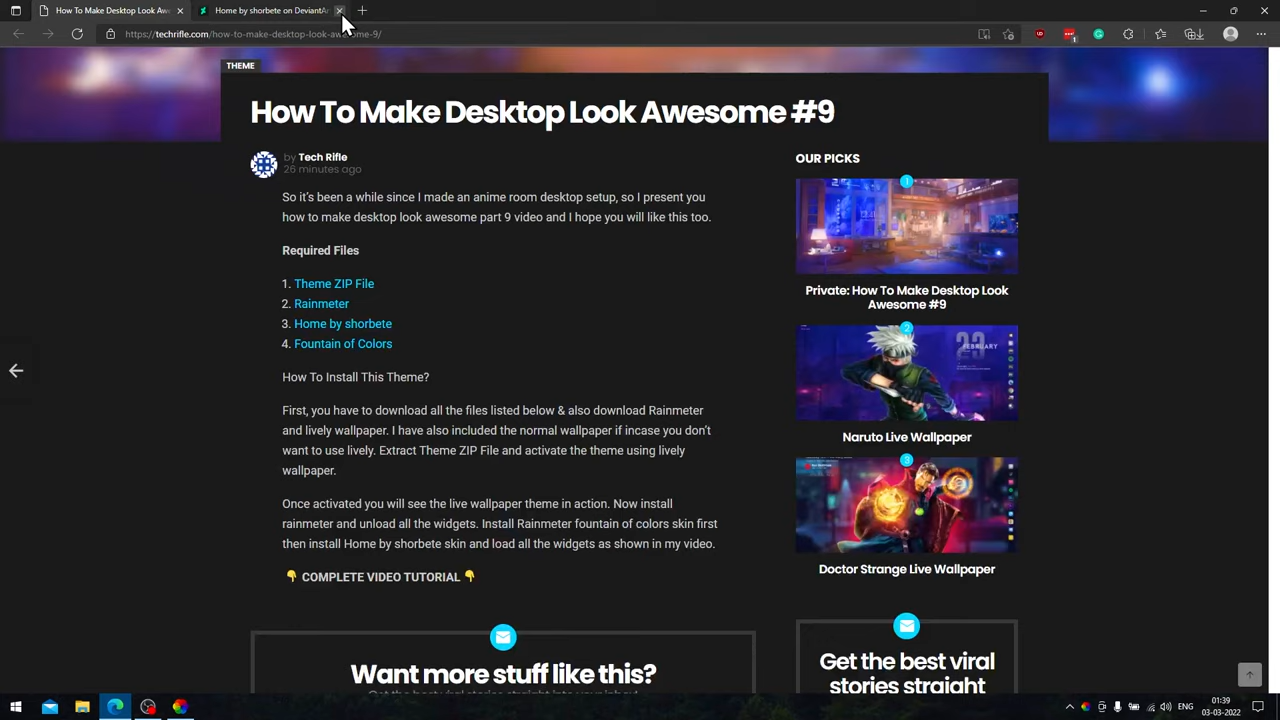 How To Make Desktop Look Aw
Home by shorbete on DeviantAr
https://techrifle.com/how-to-make-desktop-look-awesome-9/
THEME
How To Make Desktop Look Awesome #9
by Tech Rifle
26 minutes ago
So it's been a while since I made an anime room desktop setup, so I present you
how to make desktop look awesome part 9 video and I hope you will like this too.
Required Files
1. Theme ZIP File
2. Rainmeter
3. Home by shorbete
4. Fountain of Colors
How To Install This Theme?
First, you have to download all the files listed below & also download Rainmeter
and lively wallpaper. I have also included the normal wallpaper if incase you don't
want to use lively. Extract Theme ZIP File and activate the theme using lively
wallpaper.
Once activated you will see the live wallpaper theme in action. Now install
rainmeter and unload all the widgets. Install Rainmeter fountain of colors skin first
then install Home by shorbete skin and load all the widgets as shown in my video.
👇 COMPLETE VIDEO TUTORIAL 👇
Want more stuff like this?
Get the best viral stories straight into your inbox!
OUR PICKS
1
Private: How To Make Desktop Look
Awesome #9
2
23
FEBRUARY
Naruto Live Wallpaper
3
Doctor Strange Live Wallpaper
Get the best viral
stories straight
ENG
01:39
03-03-2022